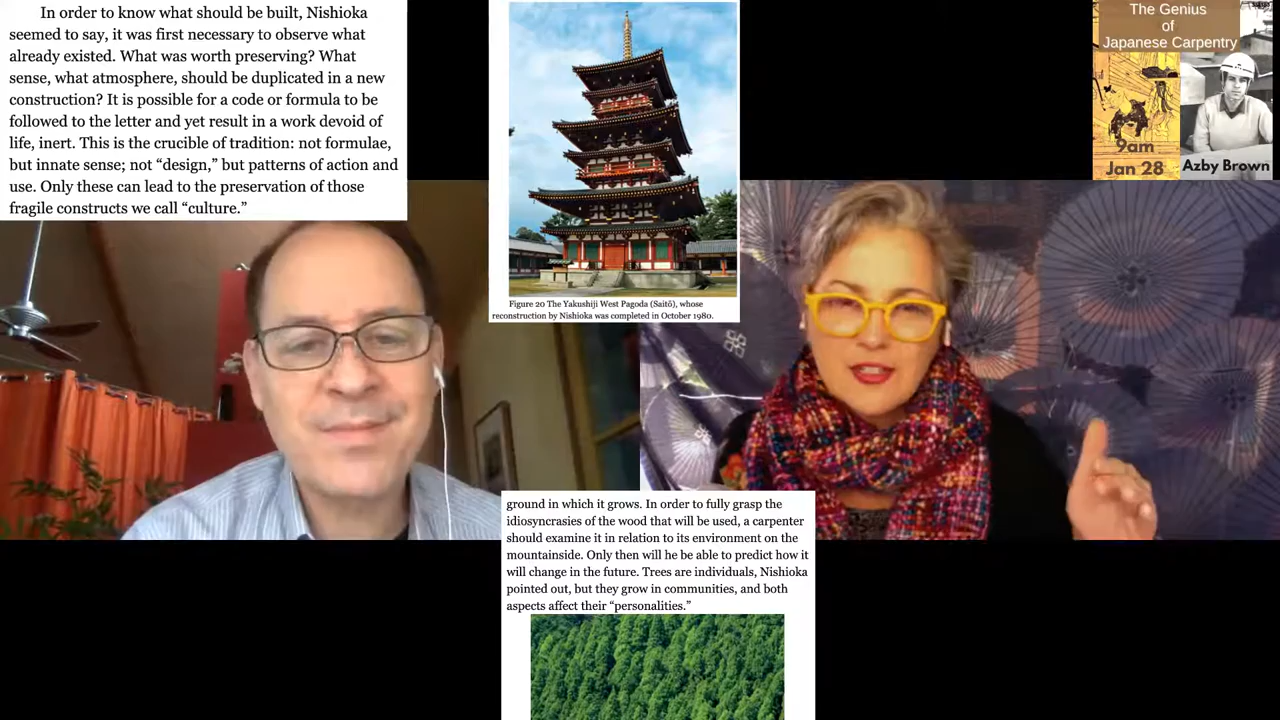 In order to know what should be built, Nishioka
seemed to say, it was first necessary to observe what
already existed. What was worth preserving? What
sense, what atmosphere, should be duplicated in a new
construction? It is possible for a code or formula to be
followed to the letter and yet result in a work devoid of
life, inert. This is the crucible of tradition: not formulae,
but innate sense; not “design,” but patterns of action and
use. Only these can lead to the preservation of those
fragile constructs we call “culture.”
Figure 20 The Yakushiji West Pagoda (Saitō), whose
reconstruction by Nishioka was completed in October 1980.
The Genius
of
Japanese Carpentry
9am
Jan 28
Azby Brown
ground in which it grows. In order to fully grasp the
idiosyncrasies of the wood that will be used, a carpenter
should examine it in relation to its environment on the
mountainside. Only then will he be able to predict how it
will change in the future. Trees are individuals, Nishioka
pointed out, but they grow in communities, and both
aspects affect their “personalities.”